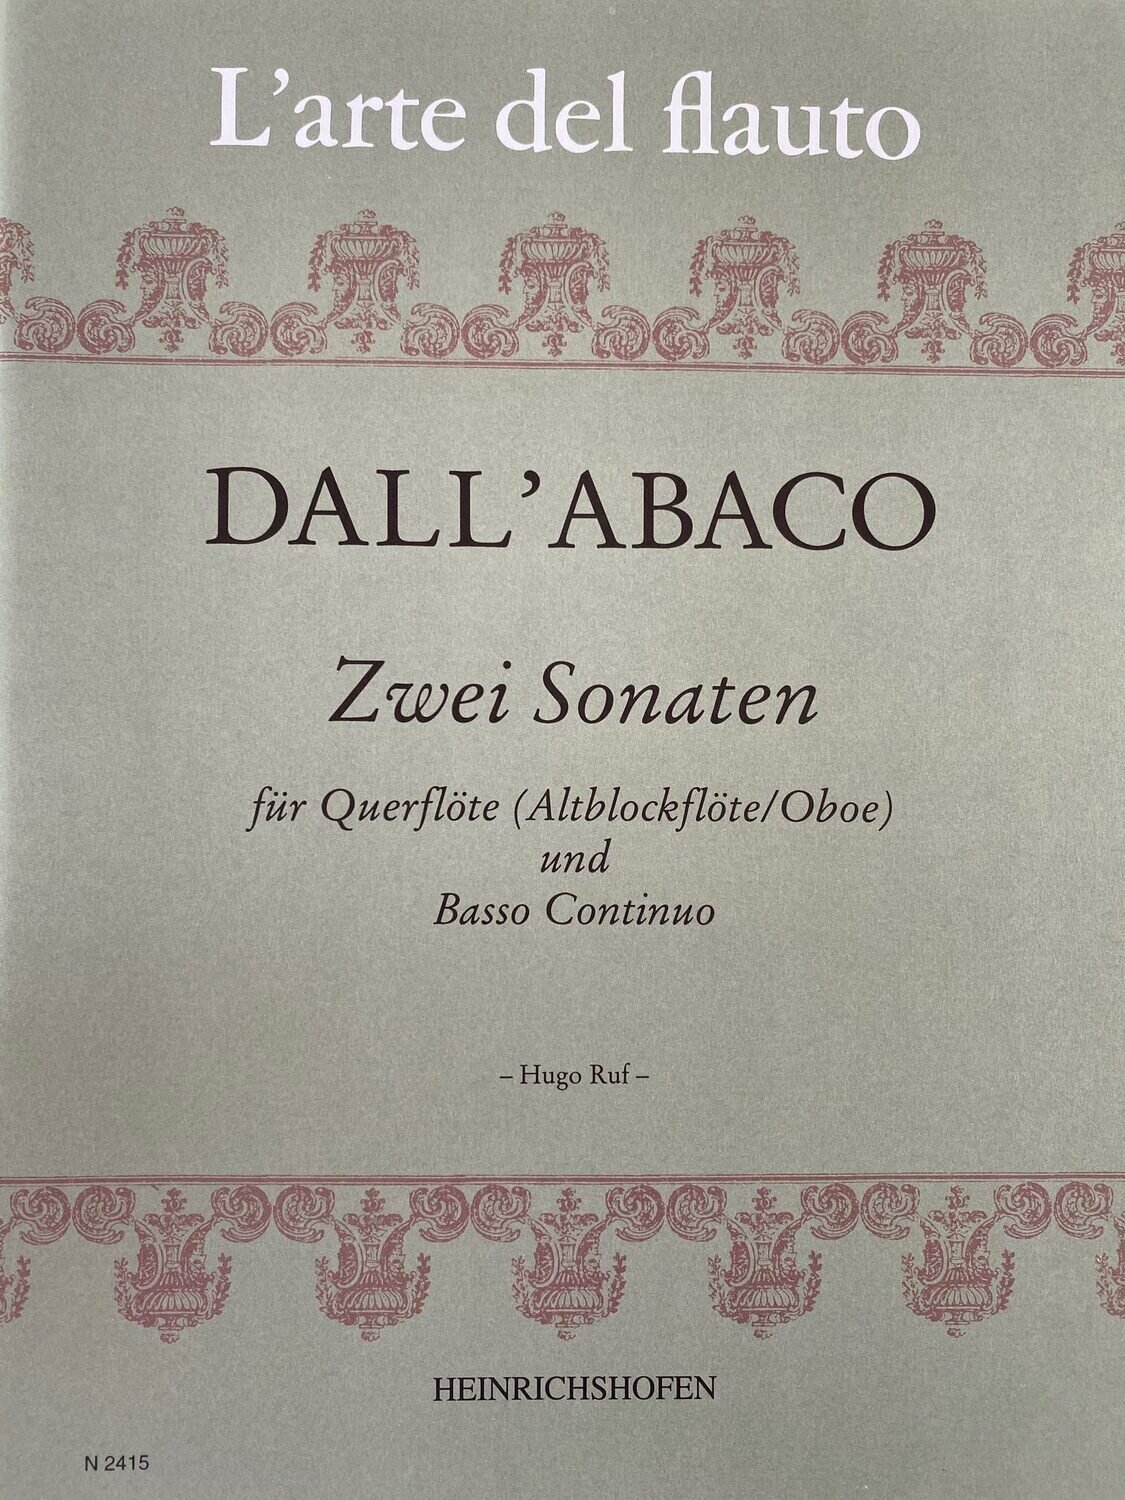 L'arte del flauto
DALL'ABACO
Zwei Sonaten
für Querflöte (Altblockflöte/Oboe)
und
Basso Continuo
– Hugo Ruf –
HEINRICHSHOFEN
N 2415